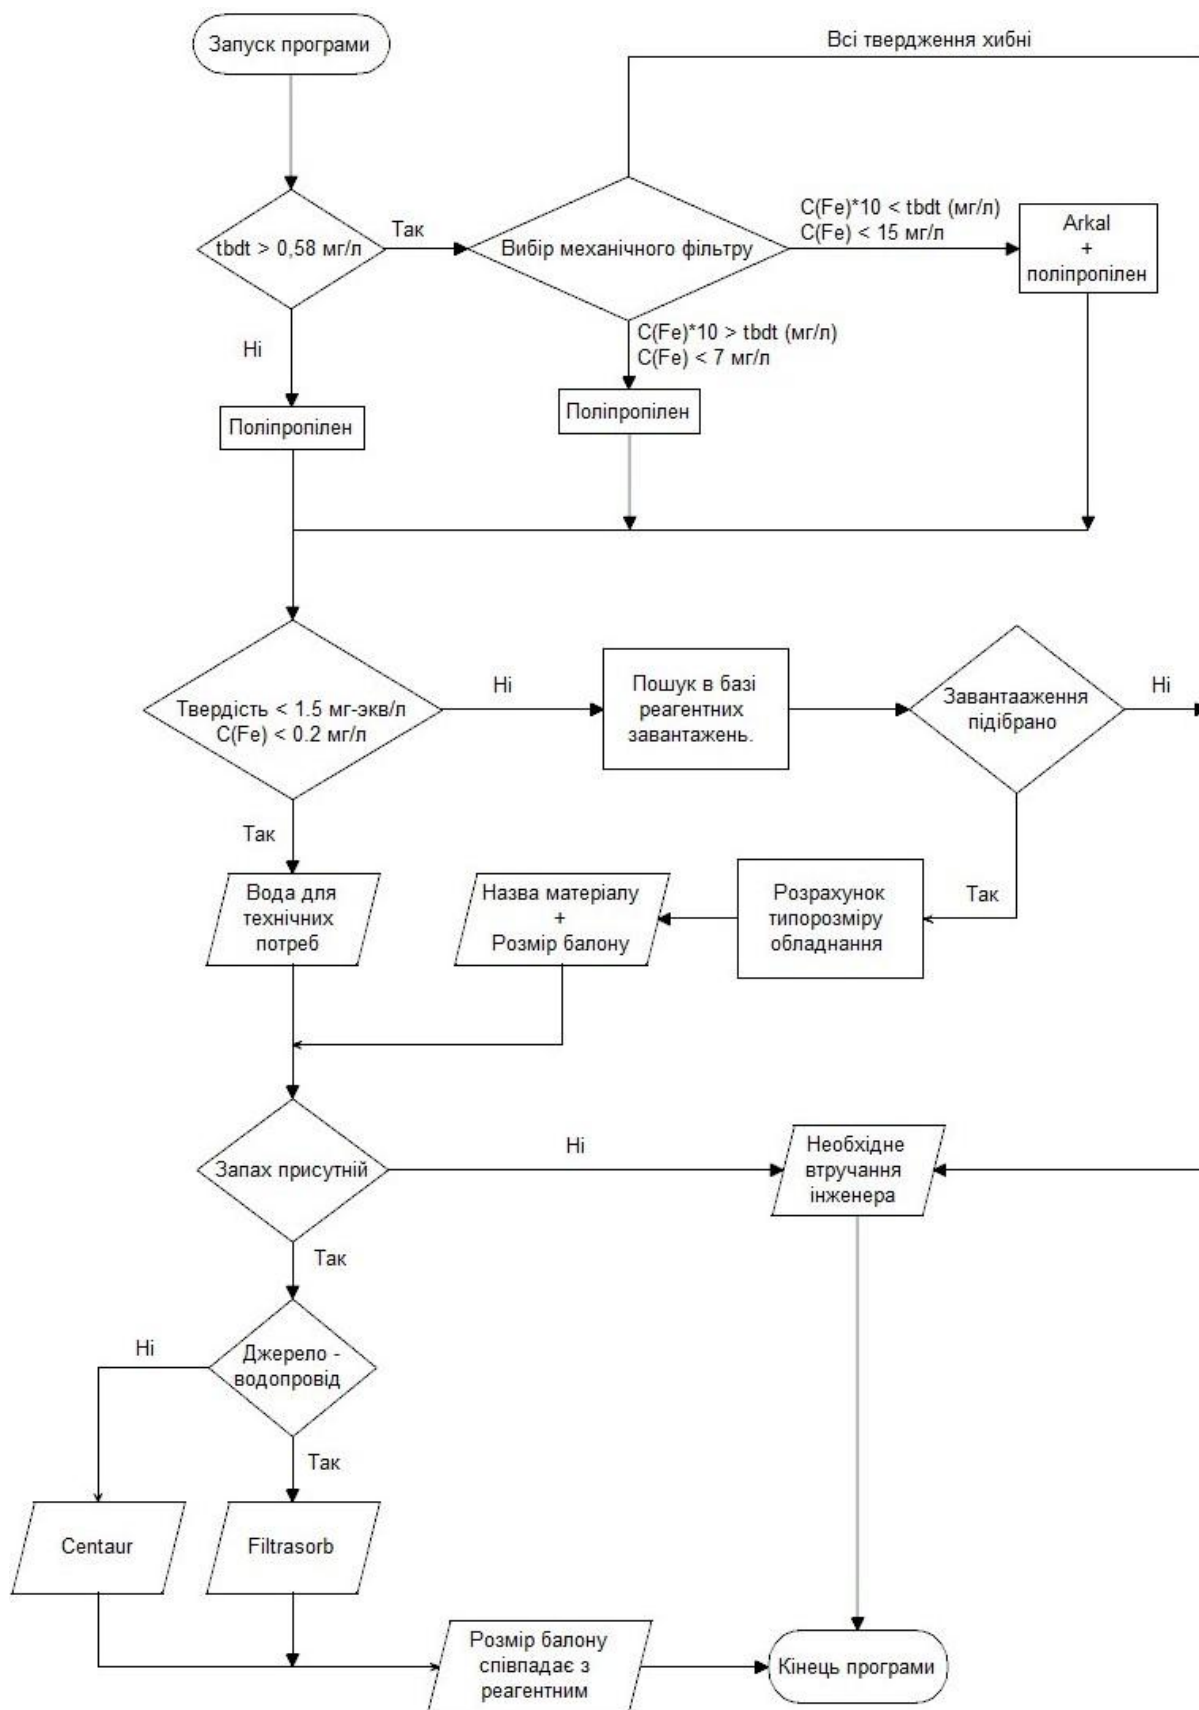 Запуск програми
Всі твердження хибні
tbdt > 0,58 мг/л
Так
Вибір механічного фільтру
C(Fe)*10 < tbdt (мг/л)
C(Fe) < 15 мг/л
Arkal
+
поліпропілен
Ні
C(Fe)*10 > tbdt (мг/л)
C(Fe) < 7 мг/л
Поліпропілен
Поліпропілен
Твердість < 1.5 мг-экв/л
C(Fe) < 0.2 мг/л
Ні
Пошук в базі
реагентних
завантажень.
Завантааження
підібрано
Ні
Так
Вода для
технічних
потреб
Назва матеріалу
+
Розмір балону
Розрахунок
типорозміру
обладнання
Так
Запах присутній
Ні
Необхідне
втручання
інженера
Так
Джерело -
водопровід
Ні
Так
Centaur
Filtrasorb
Розмір балону
співпадає з
реагентним
Кінець програми